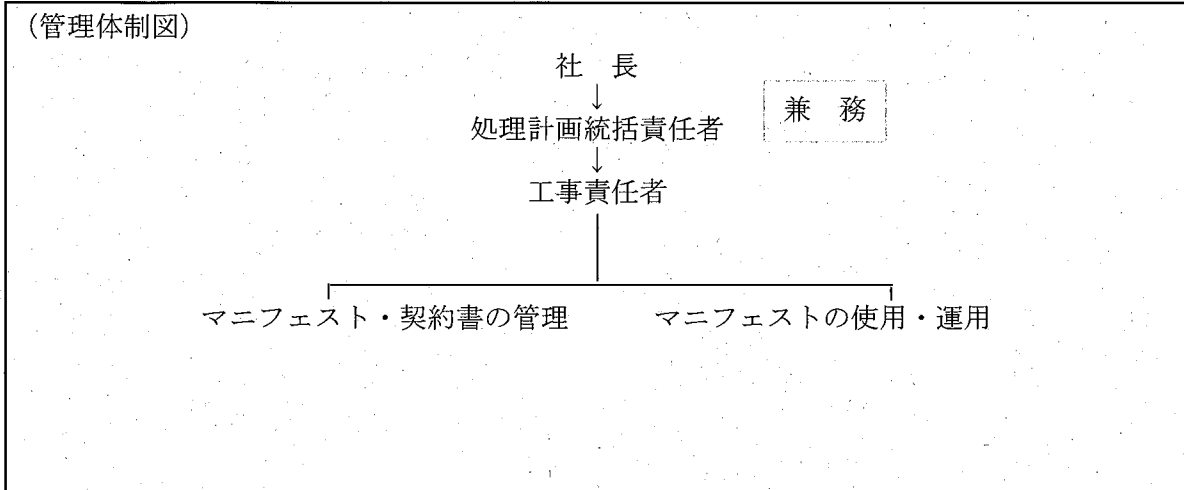 （管理体制図）
社　長
↓
兼　務
処理計画統括責任者
↓
工事責任者
マニフェスト・契約書の管理　　マニフェストの使用・運用